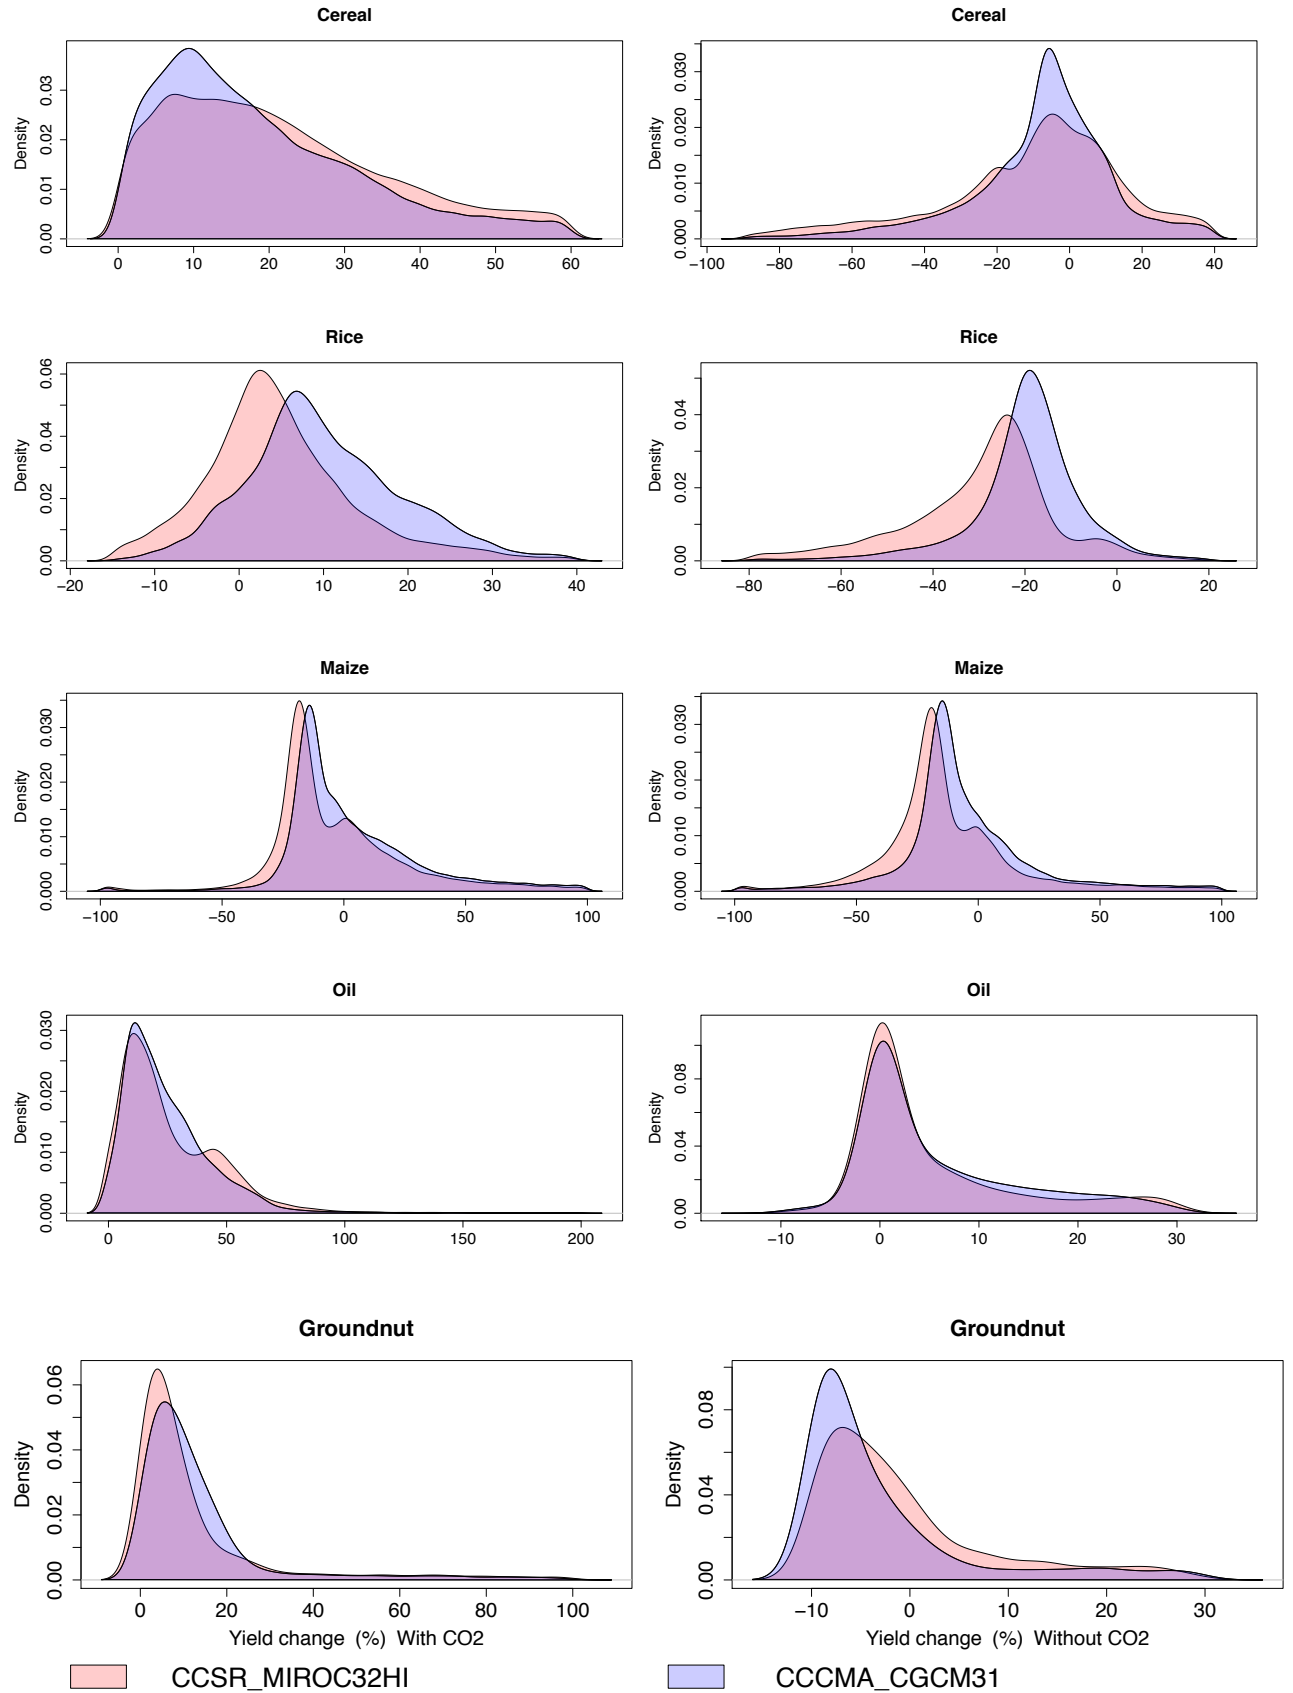 Cereal
Density
0.00 0.01 0.02 0.03
0 10 20 30 40 50 60
Cereal
Density
0.000 0.010 0.020 0.030
−100 −80 −60 −40 −20 0 20 40
Rice
Density
0.00 0.02 0.04 0.06
−20 −10 0 10 20 30 40
Rice
Density
0.00 0.02 0.04
−80 −60 −40 −20 0 20
Maize
Density
0.000 0.010 0.020 0.030
−100 −50 0 50 100
Maize
Density
0.000 0.010 0.020 0.030
−100 −50 0 50 100
Oil
Density
0.000 0.010 0.020 0.030
0 50 100 150 200
Oil
Density
0.00 0.04 0.08
−10 0 10 20 30
Groundnut
Density
0.00 0.02 0.04 0.06
0 20 40 60 80 100
Yield change (%) With CO2
Groundnut
Density
0.00 0.04 0.08
−10 0 10 20 30
Yield change (%) Without CO2
CCSR_MIROC32HI
CCCMA_CGCM31